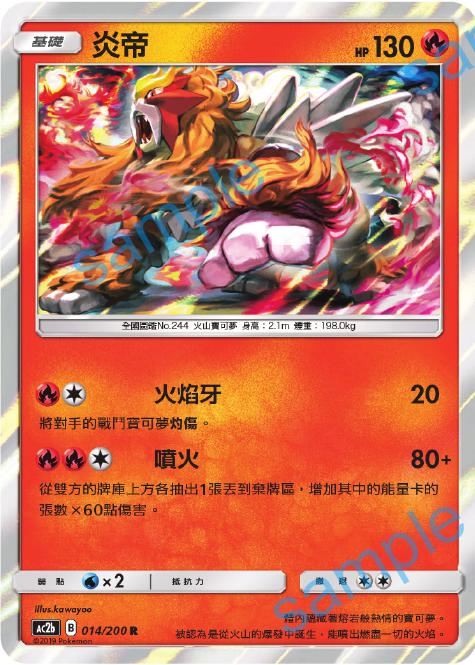 基礎 炎帝 HP 130
全國圖鑑No.244 火山寶可夢 身高：2.1m 體重：198.0kg
火焰牙 20
將對手的戰鬥寶可夢灼傷。
噴火 80+
從雙方的牌庫上方各抽出1張丟到棄牌區，增加其中的能量卡的
張數×60點傷害。
弱點 ×2 抵抗力 撤退
illus.kawayoo
體內隱藏著熔岩般熱情的寶可夢。
AC2b B 014/200 R
被認為是從火山的爆發中誕生，能噴出燃盡一切的火焰。
©2019 Pokémon
sample
sample
sample